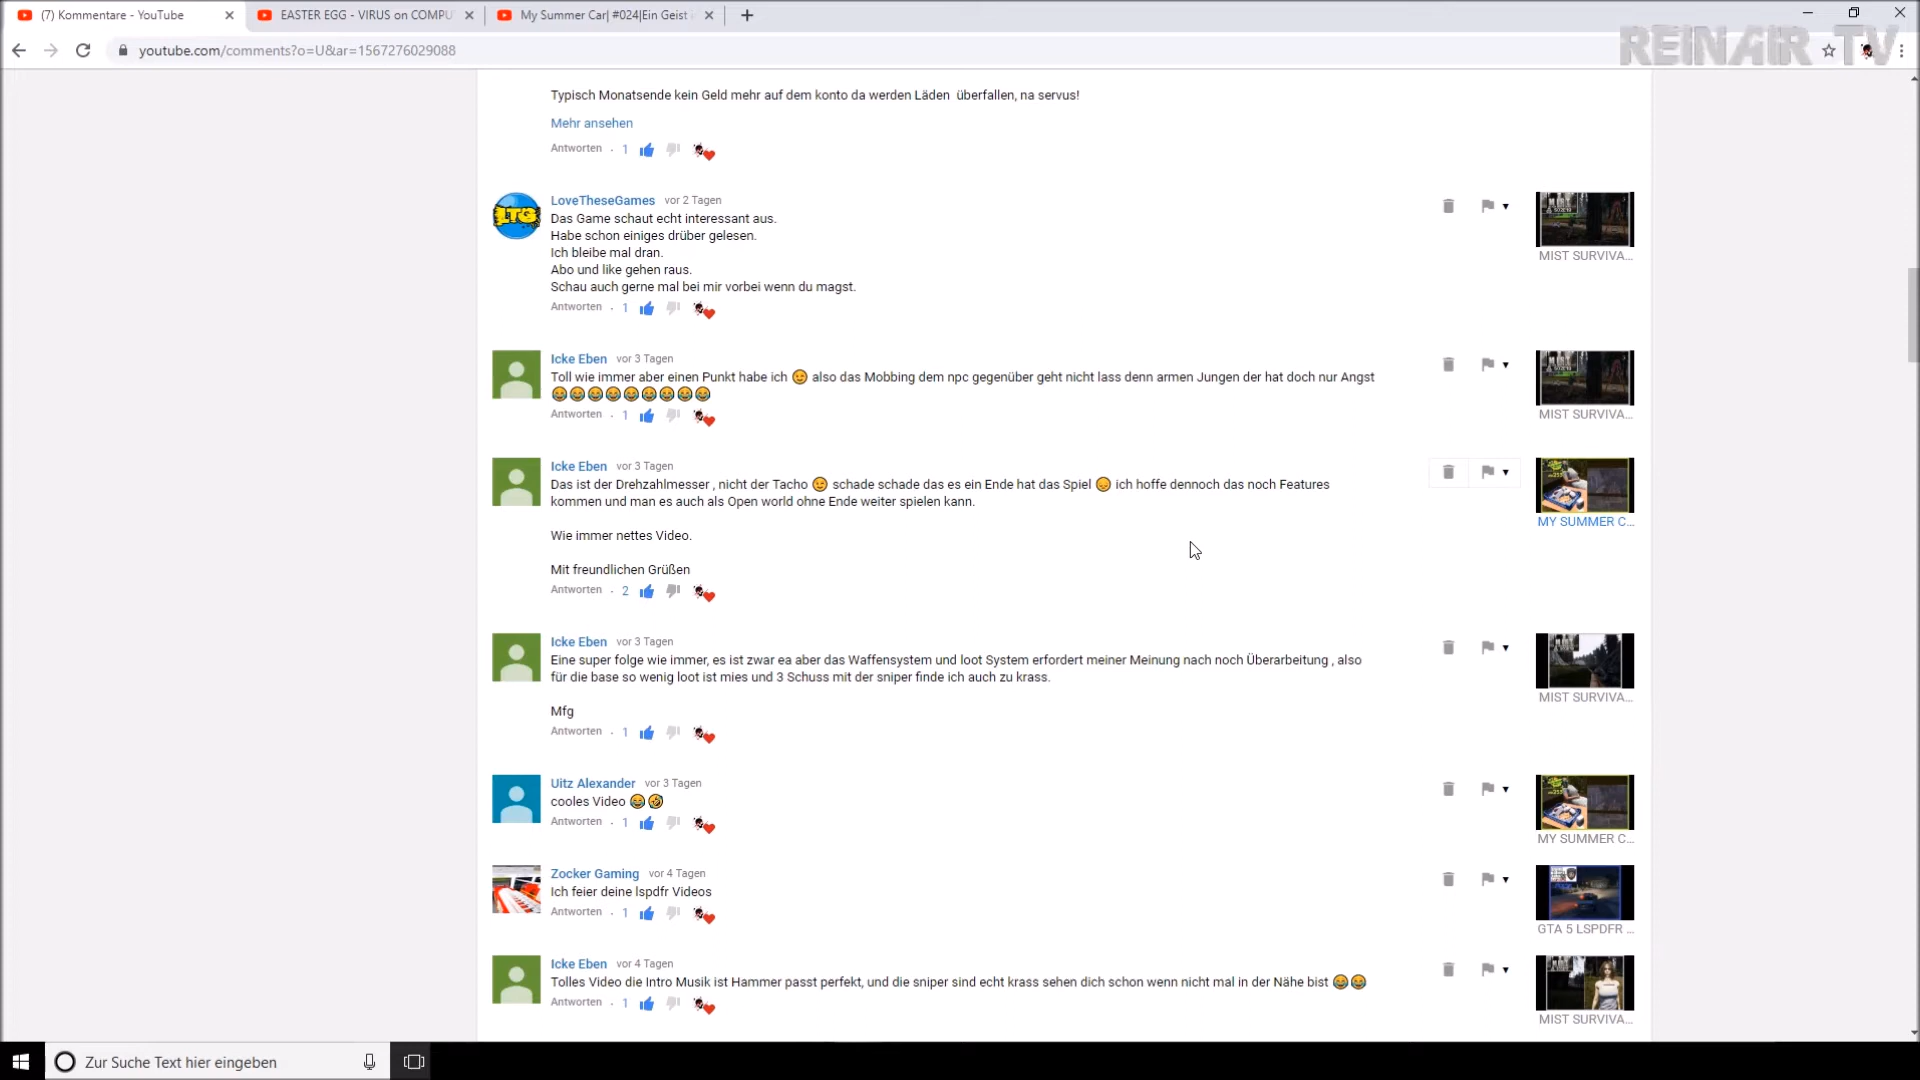 (7) Kommentare - YouTube
EASTER EGG - VIRUS on COMPU
My Summer Car| #024|Ein Geist
REINAIR TV
youtube.com/comments?o=U&ar=1567276029088
Typisch Monatsende kein Geld mehr auf dem konto da werden Läden überfallen, na servus!
Mehr ansehen
Antworten · 1
LoveTheseGames vor 2 Tagen
Das Game schaut echt interessant aus.
Habe schon einiges drüber gelesen.
Ich bleibe mal dran.
Abo und like gehen raus.
Schau auch gerne mal bei mir vorbei wenn du magst.
Antworten · 1
MIST SURVIVA...
Icke Eben vor 3 Tagen
Toll wie immer aber einen Punkt habe ich 😉 also das Mobbing dem npc gegenüber geht nicht lass denn armen Jungen der hat doch nur Angst
😂😂😂😂😂😂😂😂😂
Antworten · 1
MIST SURVIVA...
Icke Eben vor 3 Tagen
Das ist der Drehzahlmesser , nicht der Tacho 😉 schade schade das es ein Ende hat das Spiel 😞 ich hoffe dennoch das noch Features
kommen und man es auch als Open world ohne Ende weiter spielen kann.
Wie immer nettes Video.
Mit freundlichen Grüßen
Antworten · 2
MY SUMMER C...
Icke Eben vor 3 Tagen
Eine super folge wie immer, es ist zwar ea aber das Waffensystem und loot System erfordert meiner Meinung nach noch Überarbeitung , also
für die base so wenig loot ist mies und 3 Schuss mit der sniper finde ich auch zu krass.
Mfg
Antworten · 1
MIST SURVIVA...
Uitz Alexander vor 3 Tagen
cooles Video 😂🤣
Antworten · 1
MY SUMMER C...
Zocker Gaming vor 4 Tagen
Ich feier deine lspdfr Videos
Antworten · 1
GTA 5 LSPDFR ...
Icke Eben vor 4 Tagen
Tolles Video die Intro Musik ist Hammer passt perfekt, und die sniper sind echt krass sehen dich schon wenn nicht mal in der Nähe bist 😂😂
Antworten · 1
MIST SURVIVA...
Zur Suche Text hier eingeben